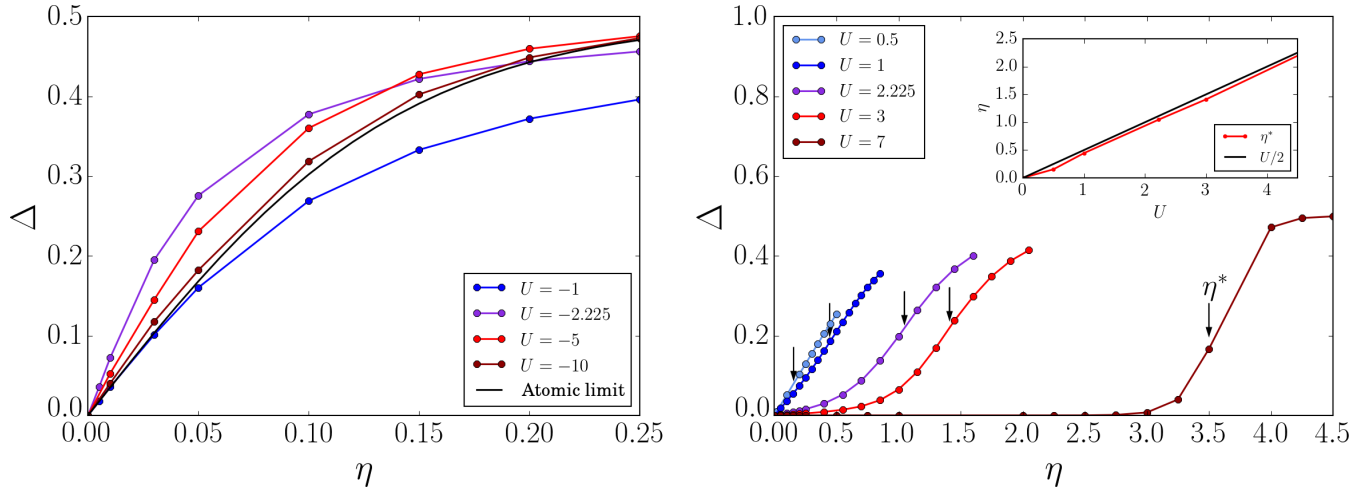 0.5
0.4
0.3
0.2
0.1
0.0
Δ
0.00 0.05 0.10 0.15 0.20 0.25
η
U = −1
U = −2.225
U = −5
U = −10
Atomic limit
1.0
0.8
0.6
0.4
0.2
0.0
Δ
0.00 0.5 1.0 1.5 2.0 2.5 3.0 3.5 4.0 4.5
η
U = 0.5
U = 1
U = 2.225
U = 3
U = 7
η*
2.5
2.0
1.5
1.0
0.5
0.0
η
0 1 2 3 4
U
η*
U/2